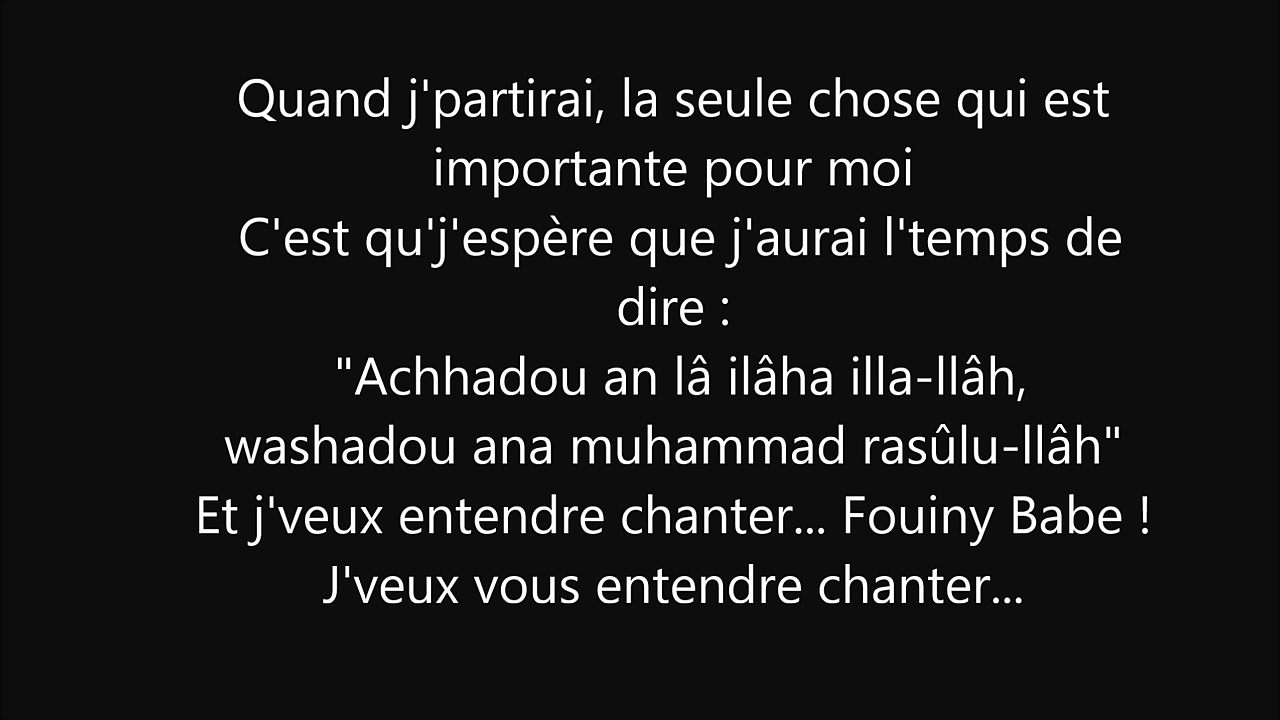 Quand j'partirai, la seule chose qui est
importante pour moi
C'est qu'j'espère que j'aurai l'temps de
dire :
"Achhadou an lâ ilâha illa-llâh,
washadou ana muhammad rasûlu-llâh"
Et j'veux entendre chanter... Fouiny Babe !
J'veux vous entendre chanter...